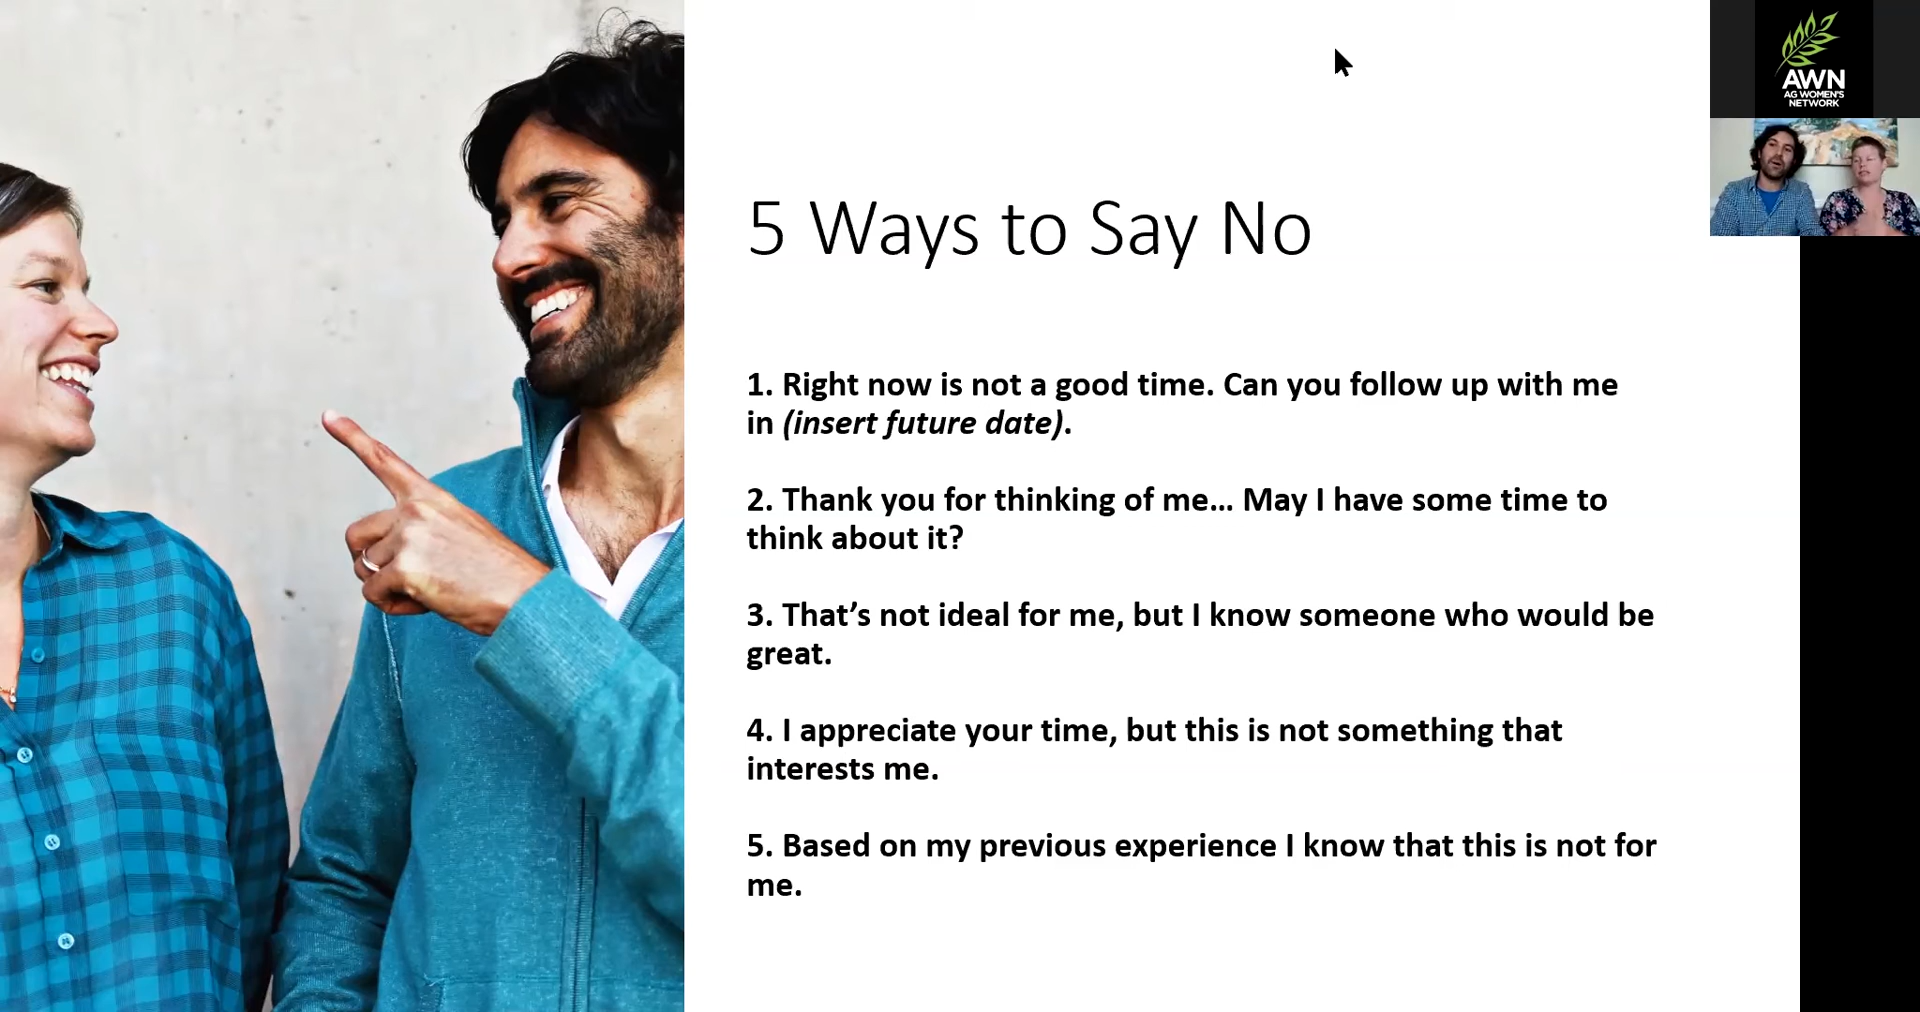 5 Ways to Say No
1. Right now is not a good time. Can you follow up with me
in (insert future date).
2. Thank you for thinking of me... May I have some time to
think about it?
3. That’s not ideal for me, but I know someone who would be
great.
4. I appreciate your time, but this is not something that
interests me.
5. Based on my previous experience I know that this is not for
me.
AWN
AG WOMEN'S
NETWORK